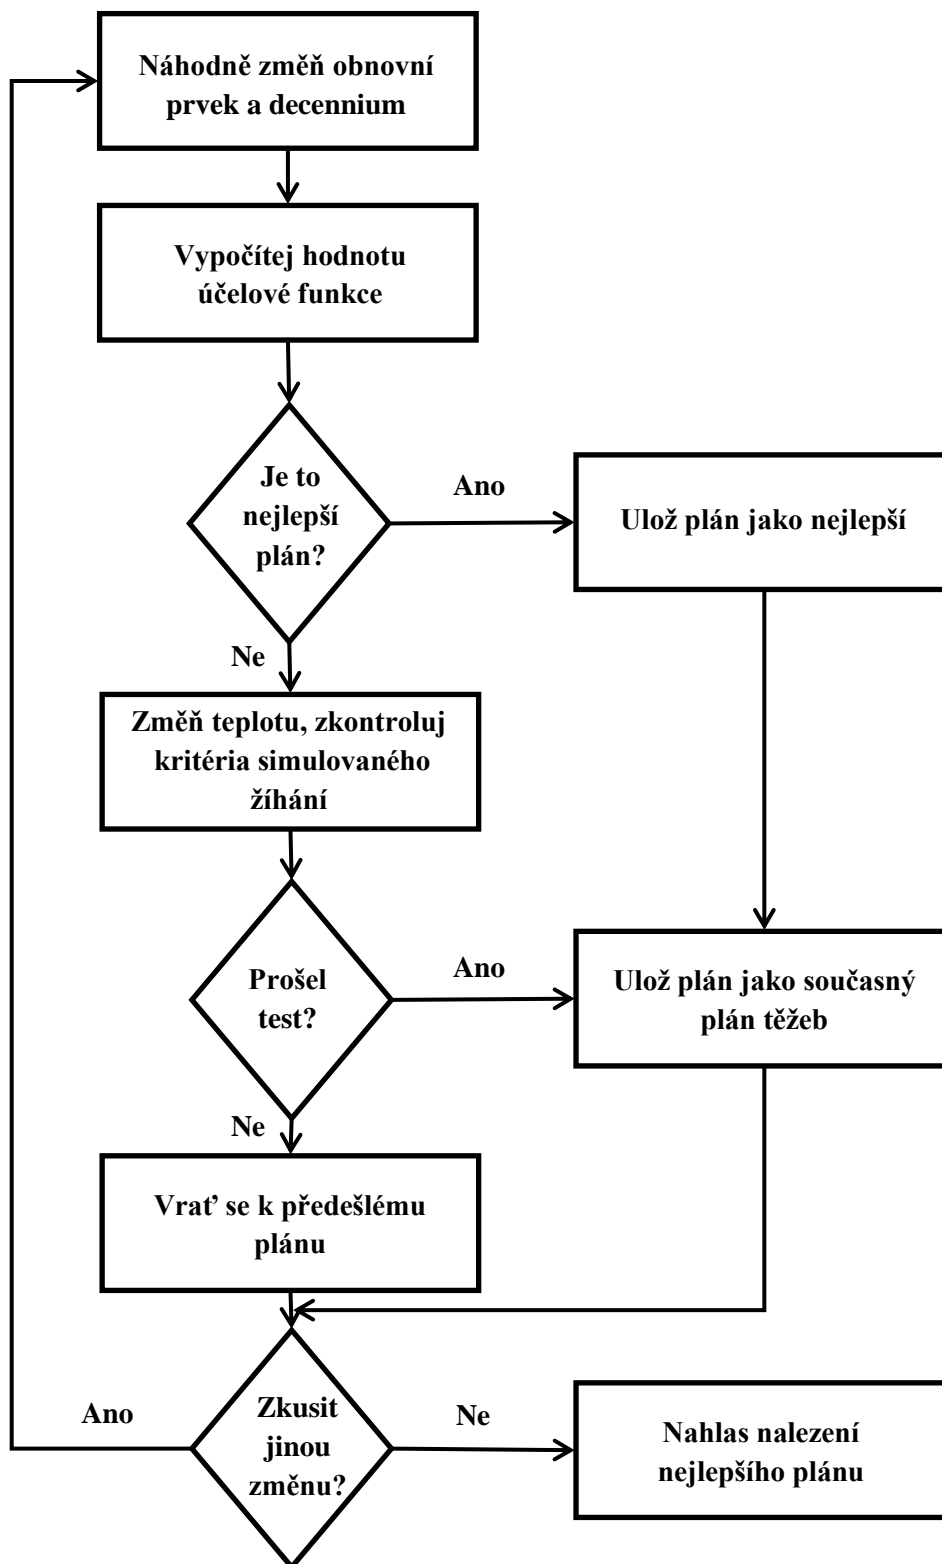 Náhodně změň obnovní
prvek a decennium
Vypočítej hodnotu
účelové funkce
Je to
nejlepší
plán?
Ano
Ulož plán jako nejlepší
Ne
Změň teplotu, zkontroluj
kritéria simulovaného
žíhání
Prošel
test?
Ano
Ulož plán jako současný
plán těžeb
Ne
Vrať se k předešlému
plánu
Ano
Zkusit
jinou
změnu?
Ne
Nahlas nalezení
nejlepšího plánu